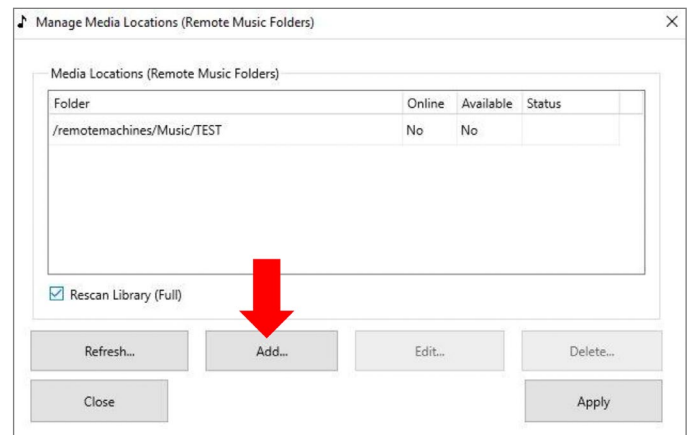 Manage Media Locations (Remote Music Folders)
Media Locations (Remote Music Folders)
Folder Online Available Status
/remotemachines/Music/TEST No No
Rescan Library (Full)
Refresh... Add... Edit... Delete...
Close Apply